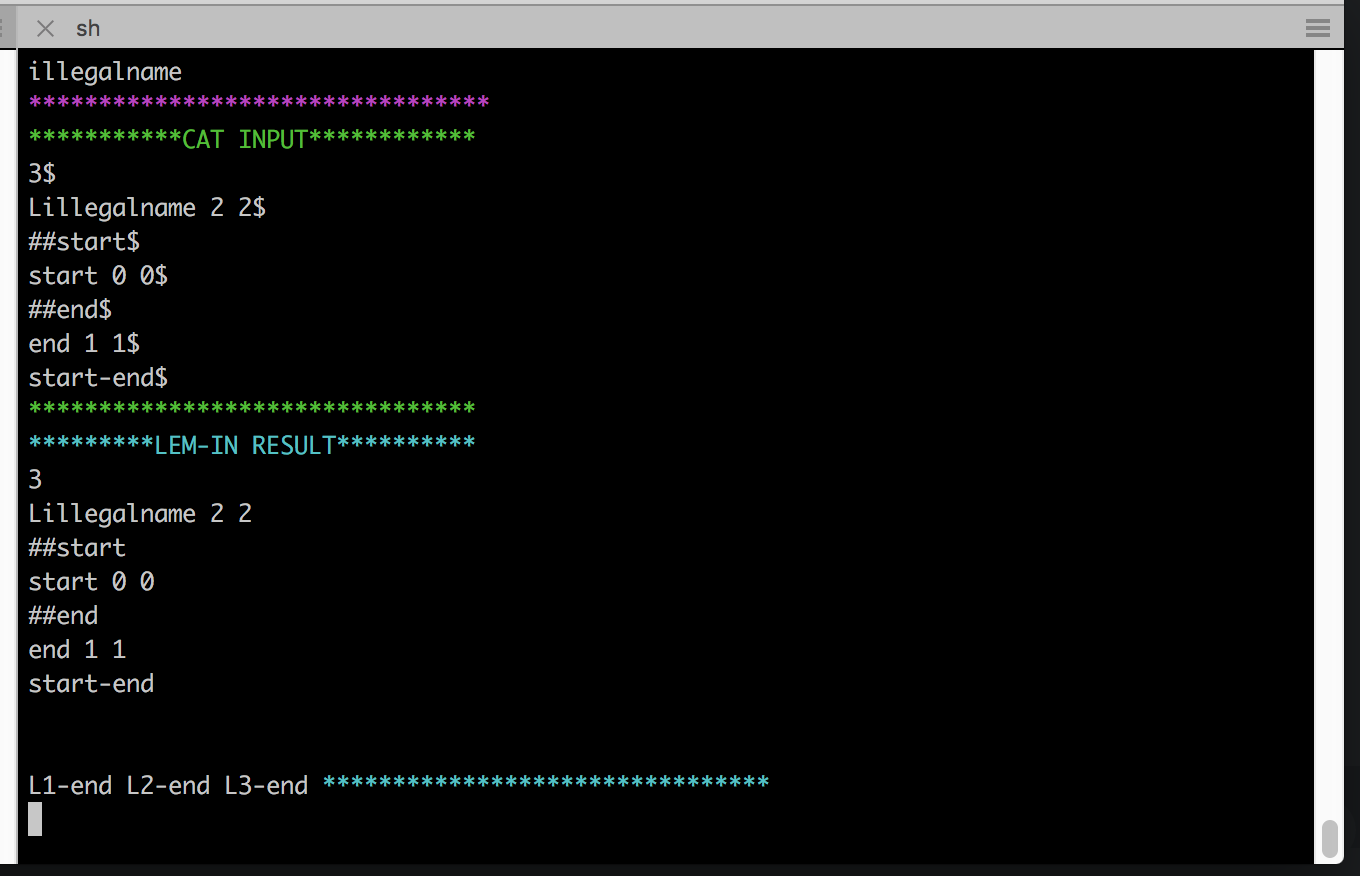 sh
illegalname
*********************************
***********CAT INPUT************
3$
Lillegalname 2 2$
##start$
start 0 0$
##end$
end 1 1$
start-end$
********************************
*********LEM-IN RESULT**********
3
Lillegalname 2 2
##start
start 0 0
##end
end 1 1
start-end
L1-end L2-end L3-end ********************************